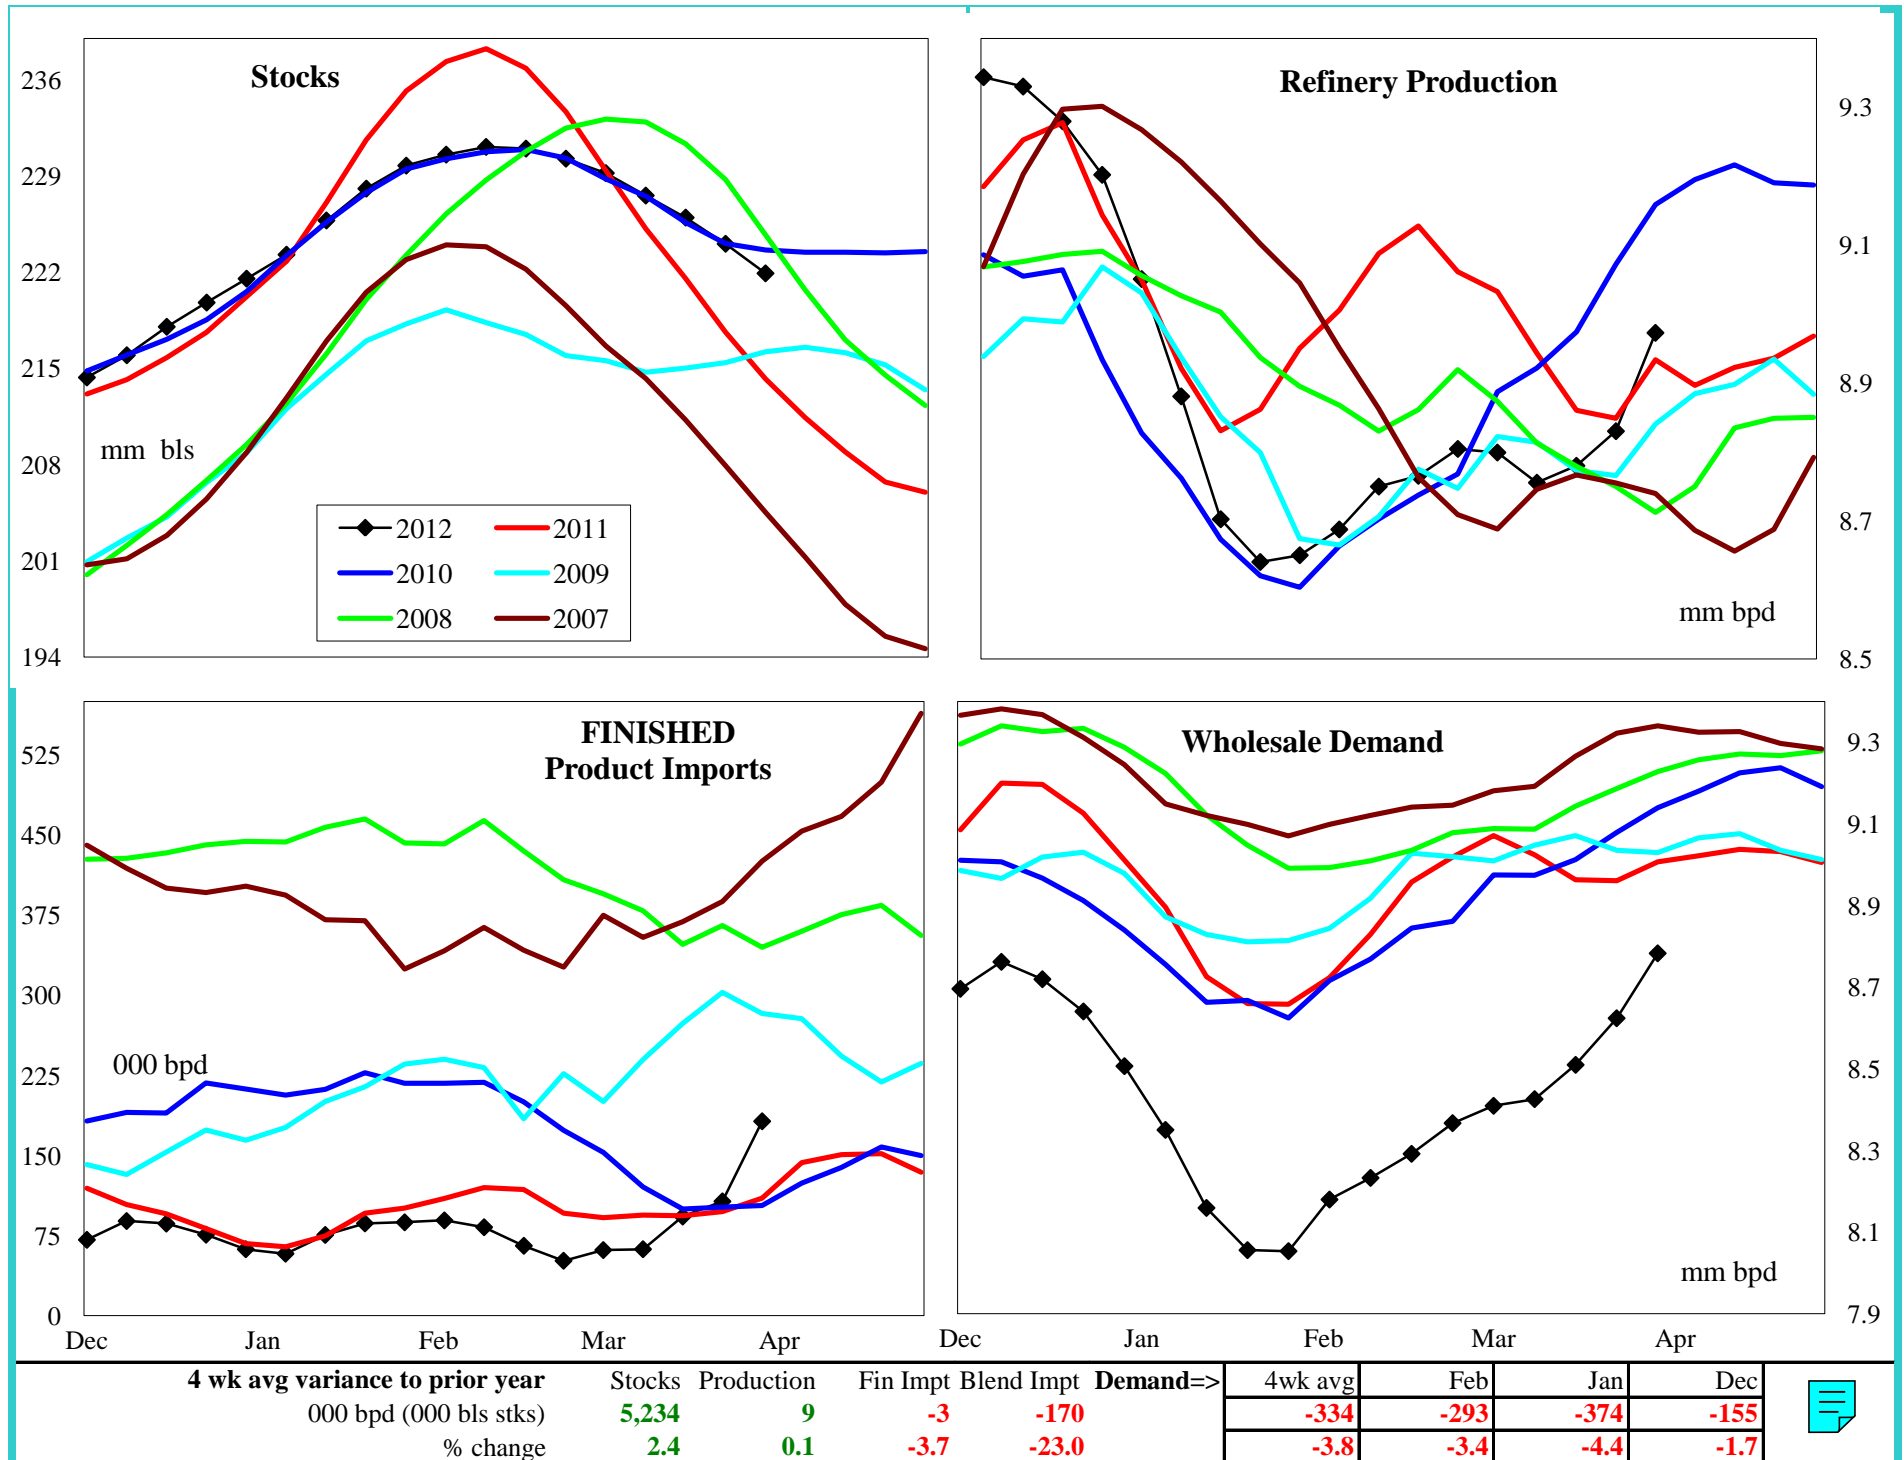 Stocks
236
229
222
215
208
201
194
mm bls
2012 2011
2010 2009
2008 2007
Refinery Production
9.3
9.1
8.9
8.7
8.5
mm bpd
FINISHED
Product Imports
525
450
375
300
225
150
75
0
000 bpd
Dec Jan Feb Mar Apr
Wholesale Demand
9.3
9.1
8.9
8.7
8.5
8.3
8.1
7.9
mm bpd
Dec Jan Feb Mar Apr
4 wk avg variance to prior year Stocks Production Fin Impt Blend Impt Demand=> 4wk avg Feb Jan Dec
000 bpd (000 bls stks) 5,234 9 -3 -170 -334 -293 -374 -155
% change 2.4 0.1 -3.7 -23.0 -3.8 -3.4 -4.4 -1.7